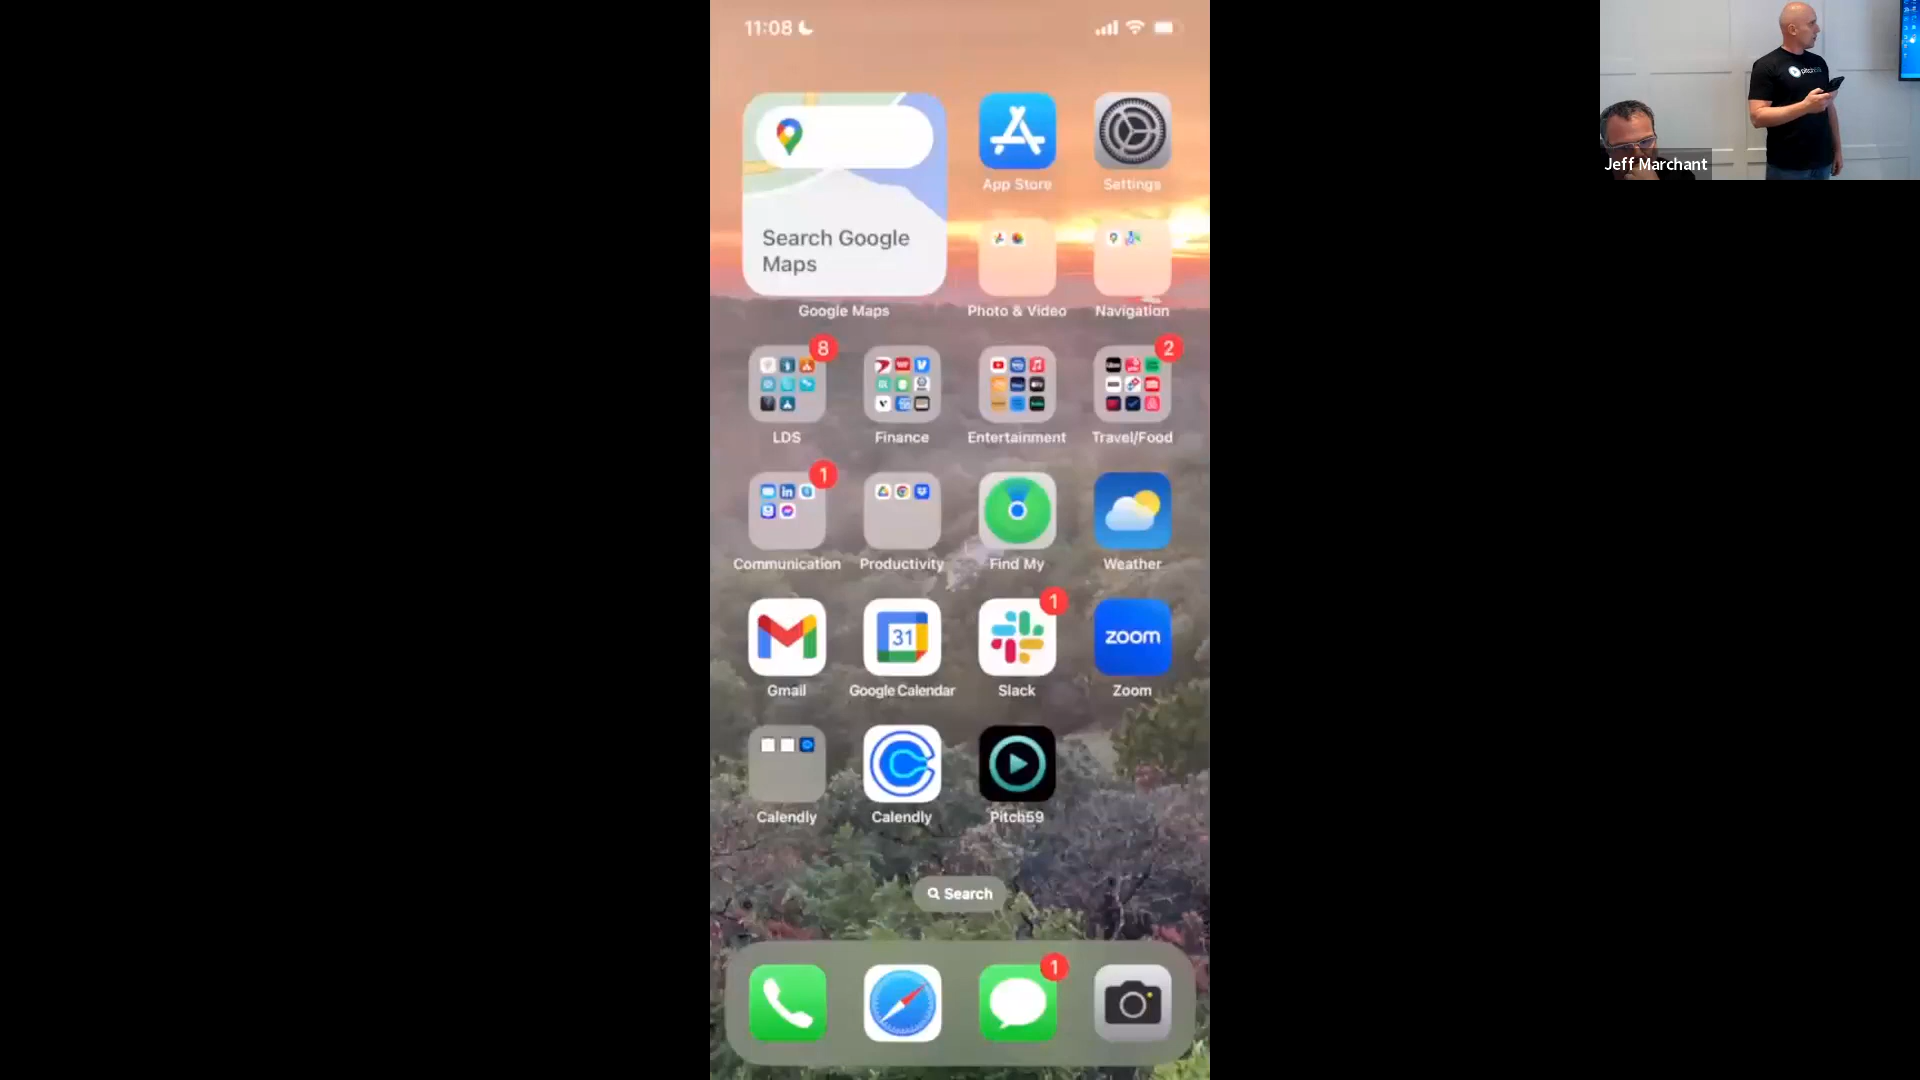 11:08
Search Google
Maps
Google Maps
App Store
Settings
Photo & Video
Navigation
8
2
LDS
Finance
Entertainment
Travel/Food
1
Communication
Productivity
Find My
Weather
1
31
zoom
Gmail
Google Calendar
Slack
Zoom
Calendly
Calendly
Pitch59
Search
1
Jeff Marchant